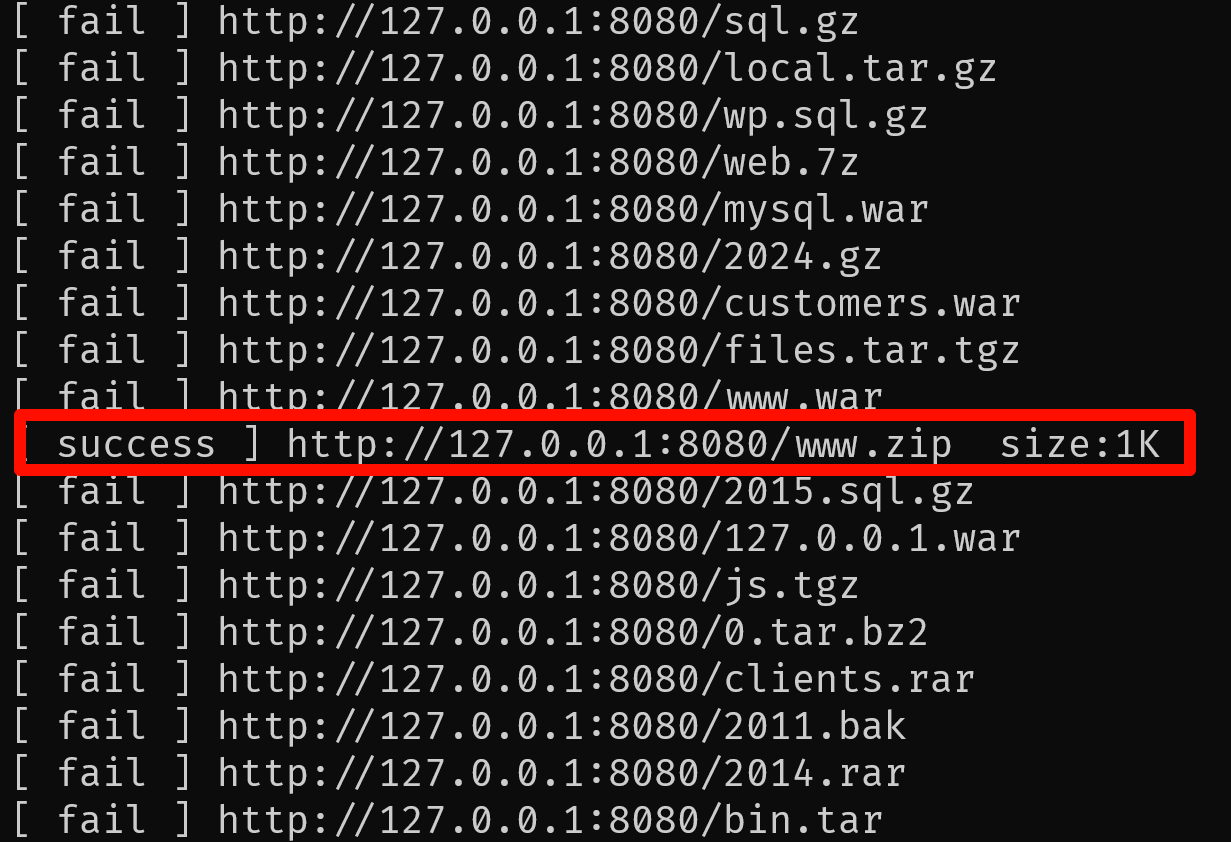 [ fail ] http://127.0.0.1:8080/sql.gz
[ fail ] http://127.0.0.1:8080/local.tar.gz
[ fail ] http://127.0.0.1:8080/wp.sql.gz
[ fail ] http://127.0.0.1:8080/web.7z
[ fail ] http://127.0.0.1:8080/mysql.war
[ fail ] http://127.0.0.1:8080/2024.gz
[ fail ] http://127.0.0.1:8080/customers.war
[ fail ] http://127.0.0.1:8080/files.tar.tgz
[ fail ] http://127.0.0.1:8080/www.war
[ success ] http://127.0.0.1:8080/www.zip  size:1K
[ fail ] http://127.0.0.1:8080/2015.sql.gz
[ fail ] http://127.0.0.1:8080/127.0.0.1.war
[ fail ] http://127.0.0.1:8080/js.tgz
[ fail ] http://127.0.0.1:8080/0.tar.bz2
[ fail ] http://127.0.0.1:8080/clients.rar
[ fail ] http://127.0.0.1:8080/2011.bak
[ fail ] http://127.0.0.1:8080/2014.rar
[ fail ] http://127.0.0.1:8080/bin.tar